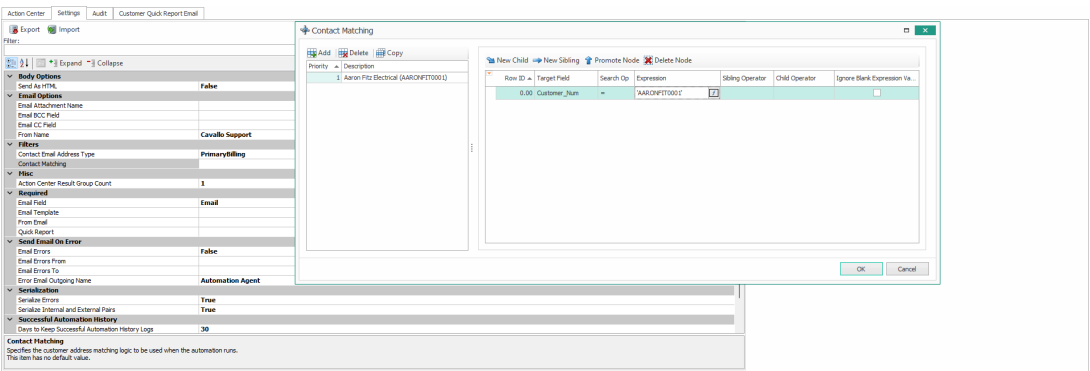 Action Center Settings Audit Customer Quick Report Email
Export Import
Filter:
Expand Collapse
Body Options
Send As HTML False
Email Options
Email Attachment Name
Email BCC Field
Email CC Field
From Name Cavallo Support
Filters
Contact Email Address Type PrimaryBilling
Contact Matching
Misc
Action Center Result Group Count 1
Required
Email Field Email
Email Template
From Email
Quick Report
Send Email On Error
Email Errors False
Email Errors From
Email Errors To
Error Email Outgoing Name Automation Agent
Serialization
Serialize Errors True
Serialize Internal and External Pairs True
Successful Automation History
Days to Keep Successful Automation History Logs 30
Contact Matching
Specifies the customer address matching logic to be used when the automation runs.
This item has no default value.
Contact Matching
Add Delete Copy
Priority Description
1 Aaron Fitz Electrical (AARONFIT0001)
New Child New Sibling Promote Node Delete Node
Row ID Target Field Search Op Expression Sibling Operator Child Operator Ignore Blank Expression Va...
0.00 Customer_Num = 'AARONFIT0001'
OK Cancel